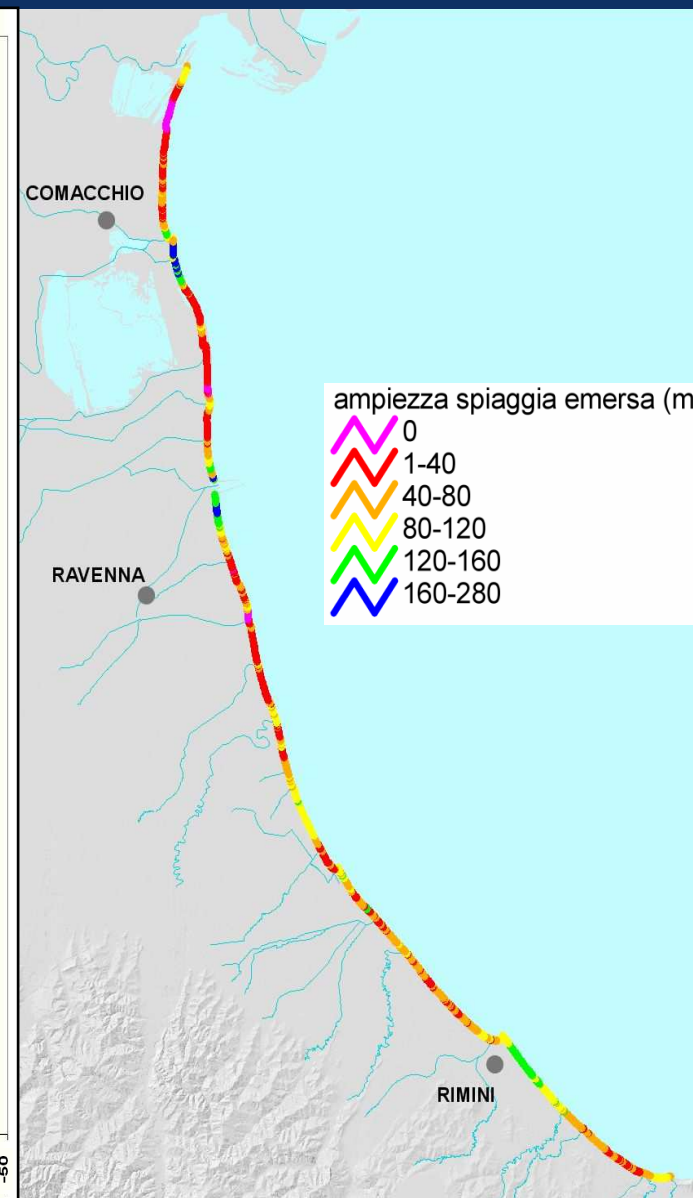 COMACCHIO
ampiezza spiaggia emersa (m
0
1-40
40-80
80-120
120-160
160-280
RAVENNA
RIMINI
-50